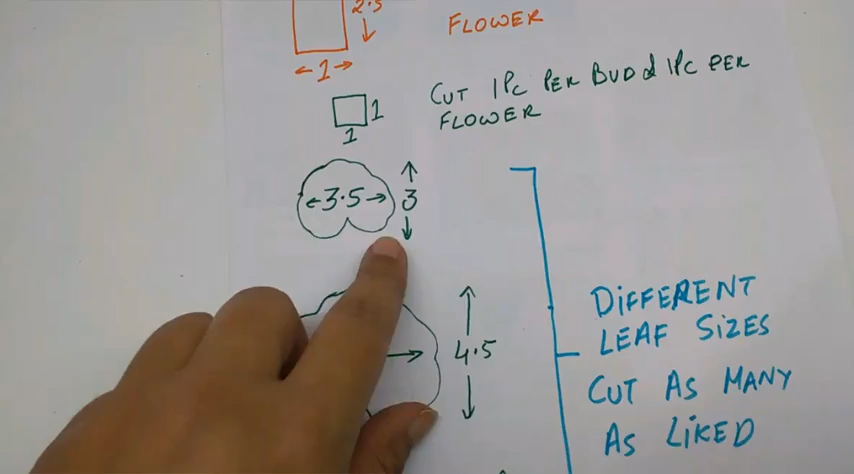 2.5
FLOWER
1
CUT 1PC PER BUD & 1PC PER
FLOWER
1
1
3.5
3
4.5
DIFFERENT
LEAF SIZES
CUT AS MANY
AS LIKED